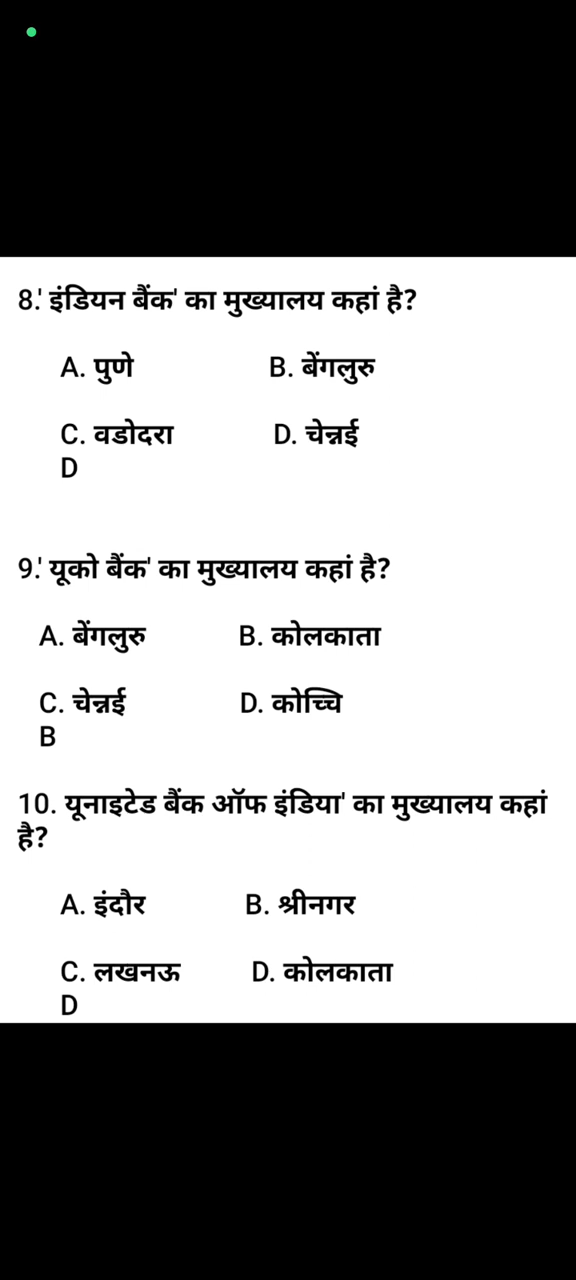 8.' इंडियन बैंक' का मुख्यालय कहां है?
A. पुणे B. बेंगलुरु
C. वडोदरा D. चेन्नई
D
9.' यूको बैंक' का मुख्यालय कहां है?
A. बेंगलुरु B. कोलकाता
C. चेन्नई D. कोच्चि
B
10. यूनाइटेड बैंक ऑफ इंडिया' का मुख्यालय कहां
है?
A. इंदौर B. श्रीनगर
C. लखनऊ D. कोलकाता
D